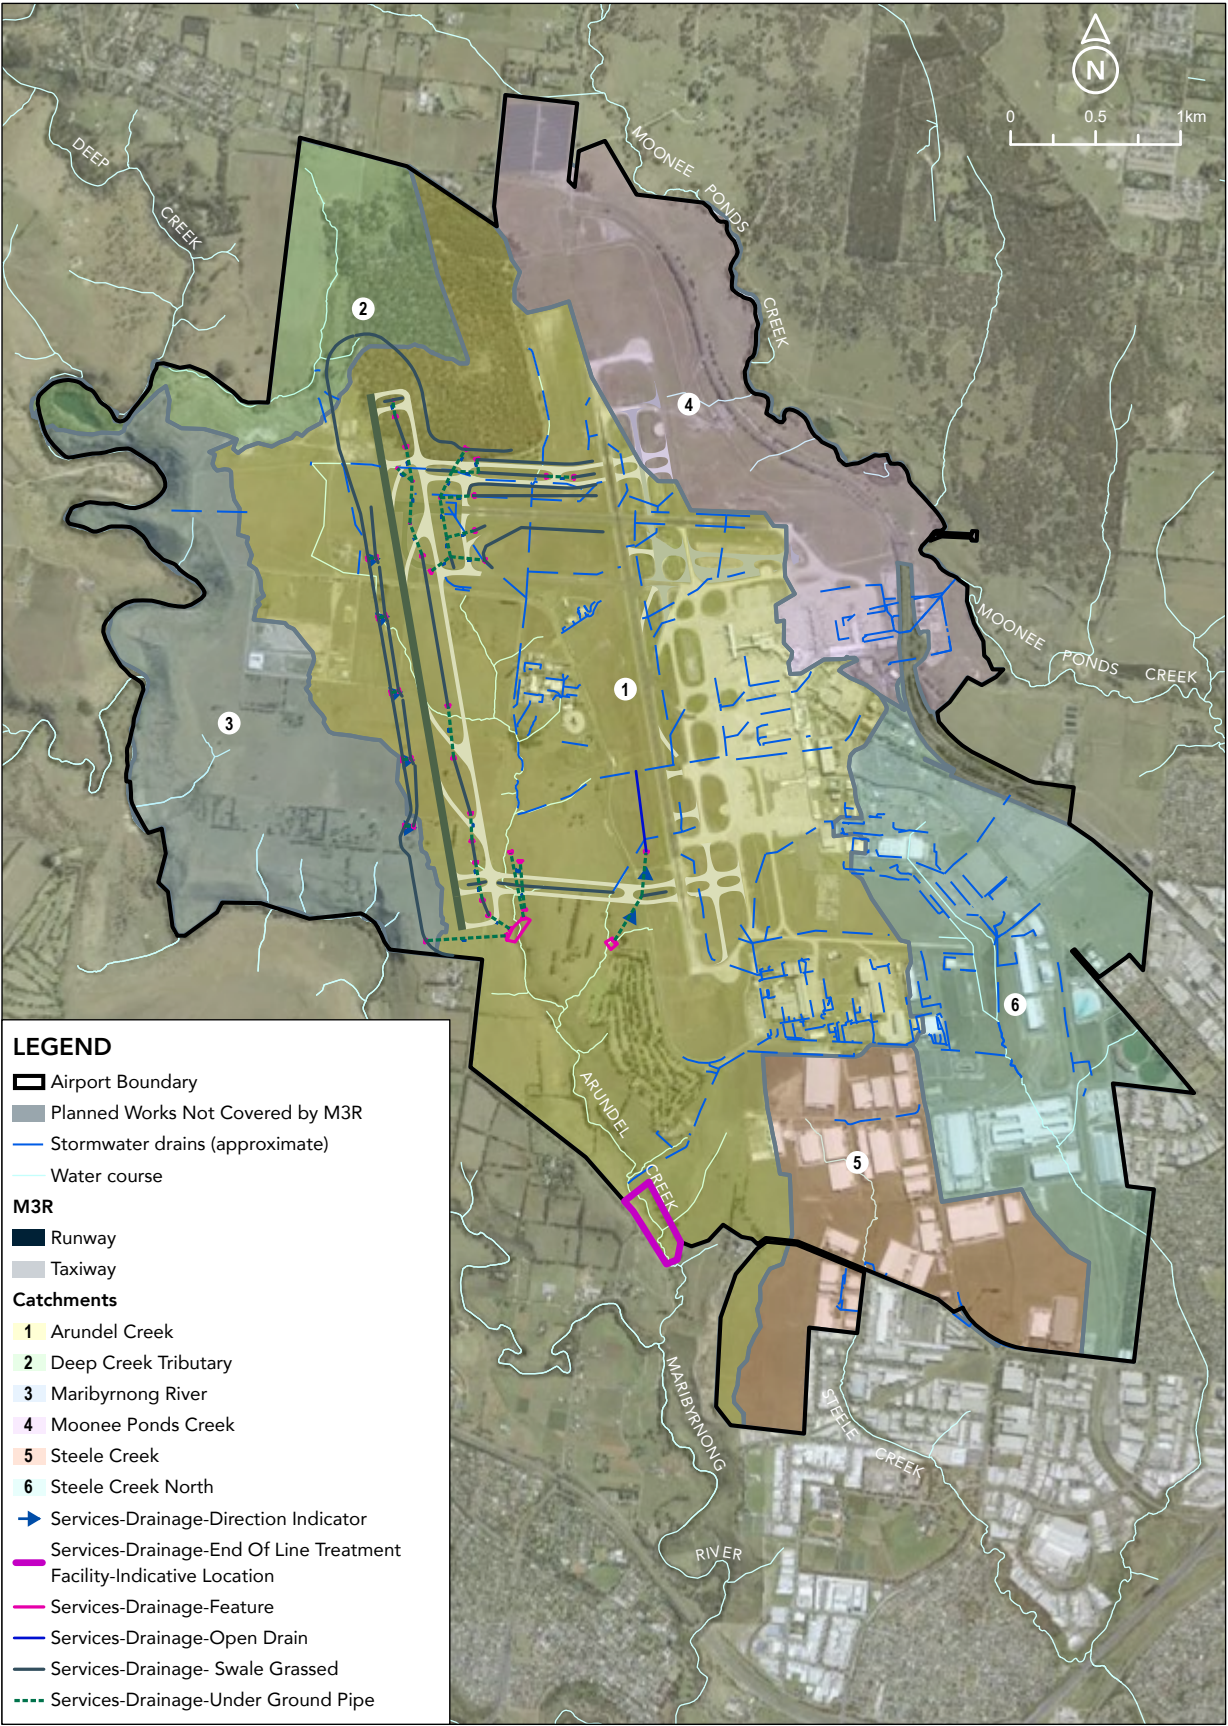 N
0 0.5 1km
DEEP
CREEK
MOONEE
PONDS
CREEK
2
4
MOONEE
PONDS
CREEK
1
3
6
ARUNDEL
CREEK
5
MARIBYRNONG
RIVER
STEELE
CREEK
LEGEND
Airport Boundary
Planned Works Not Covered by M3R
Stormwater drains (approximate)
Water course
M3R
Runway
Taxiway
Catchments
1 Arundel Creek
2 Deep Creek Tributary
3 Maribyrnong River
4 Moonee Ponds Creek
5 Steele Creek
6 Steele Creek North
Services-Drainage-Direction Indicator
Services-Drainage-End Of Line Treatment
Facility-Indicative Location
Services-Drainage-Feature
Services-Drainage-Open Drain
Services-Drainage- Swale Grassed
Services-Drainage-Under Ground Pipe